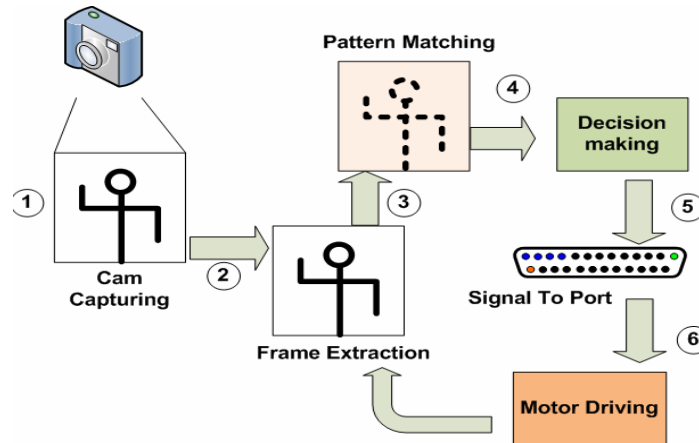 Pattern Matching
4
Decision
making
1
3
5
2
Cam
Capturing
Signal To Port
Frame Extraction
6
Motor Driving